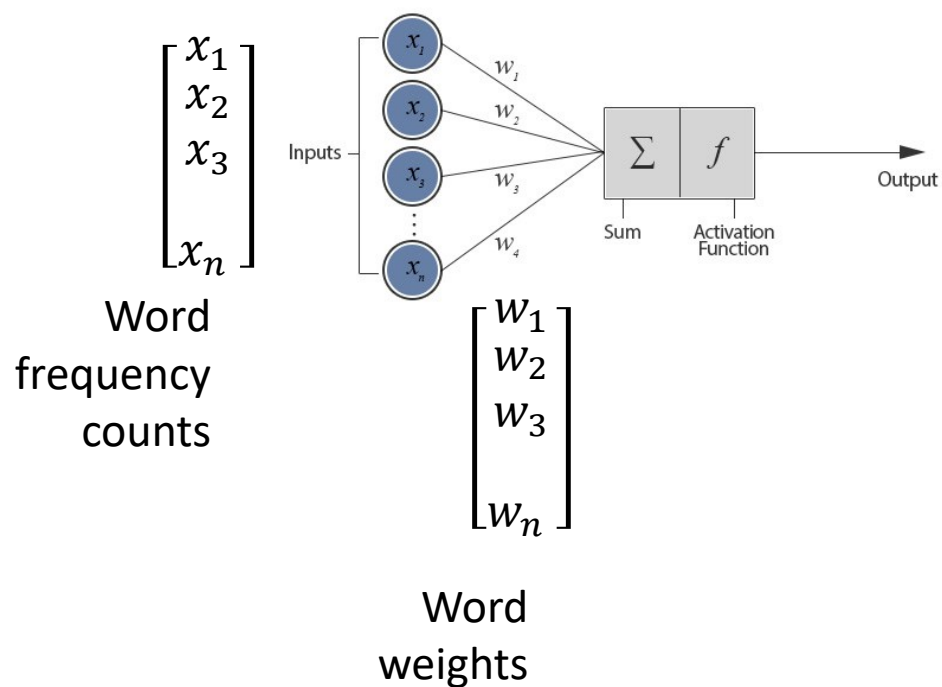 x₁
x₂
x₃
xₙ
Word
frequency
counts
Inputs
x₁
x₂
x₃
xₙ
w₁
w₂
w₃
w₄
∑ f
Sum
Activation
Function
Output
w₁
w₂
w₃
wₙ
Word
weights